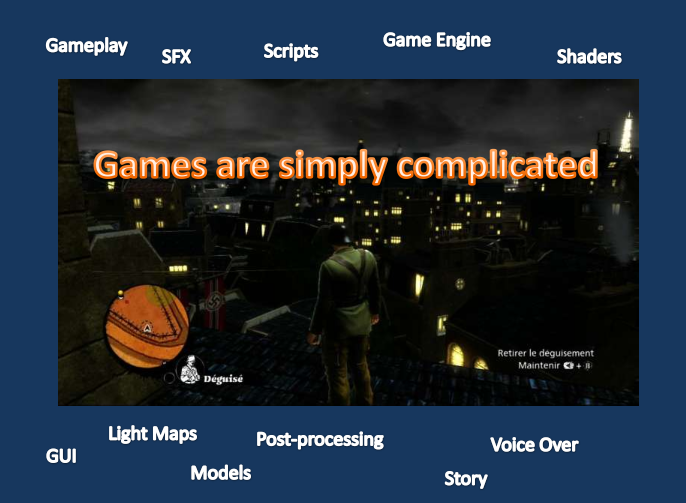 Gameplay
SFX
Scripts
Game Engine
Shaders
Games are simply complicated
Retirer le déguisement
Maintenir + B
Déguisé
Light Maps
Post-processing
Voice Over
GUI
Models
Story